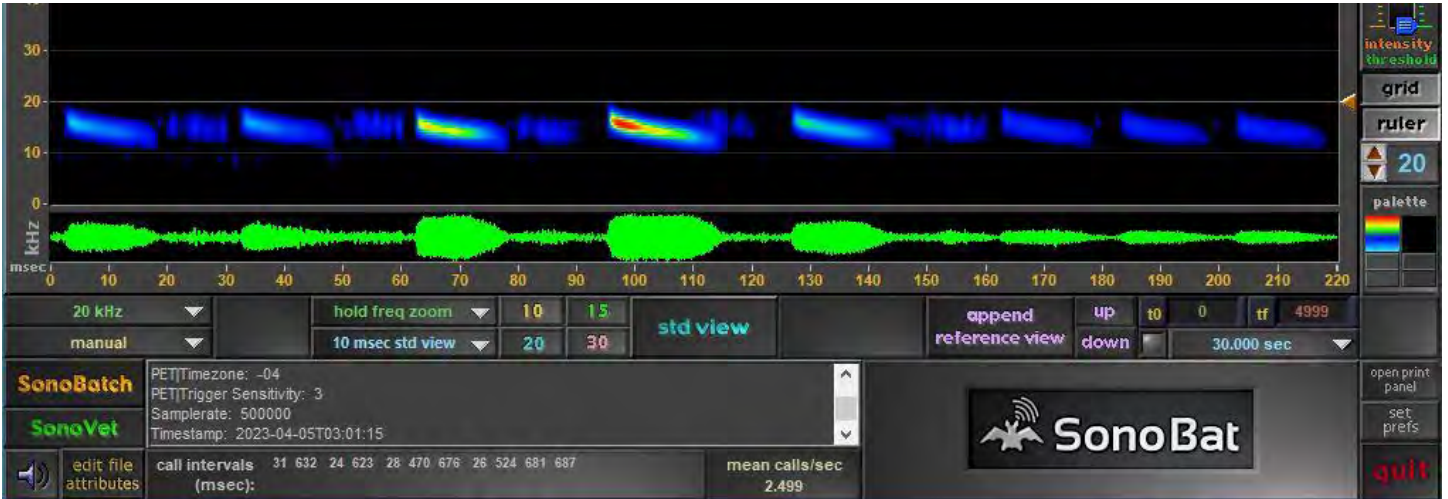 40
intensity
threshold
30
grid
20
ruler
10
20
0
palette
kHz
msec
0 10 20 30 40 50 60 70 80 90 100 110 120 130 140 150 160 170 180 190 200 210 220
20 kHz hold freq zoom 10 15 std view append reference view up t0 0 tf 4999
manual 10 msec std view 20 30 down 30.000 sec
SonoBatch
SonoVet
PET|Timezone: -04
PET|Trigger Sensitivity: 3
Samplerate: 500000
Timestamp: 2023-04-05T03:01:15
SonoBat
open print
panel
set
prefs
edit file
attributes
call intervals 31 632 24 623 28 470 676 26 524 681 687
(msec):
mean calls/sec
2.499
quit